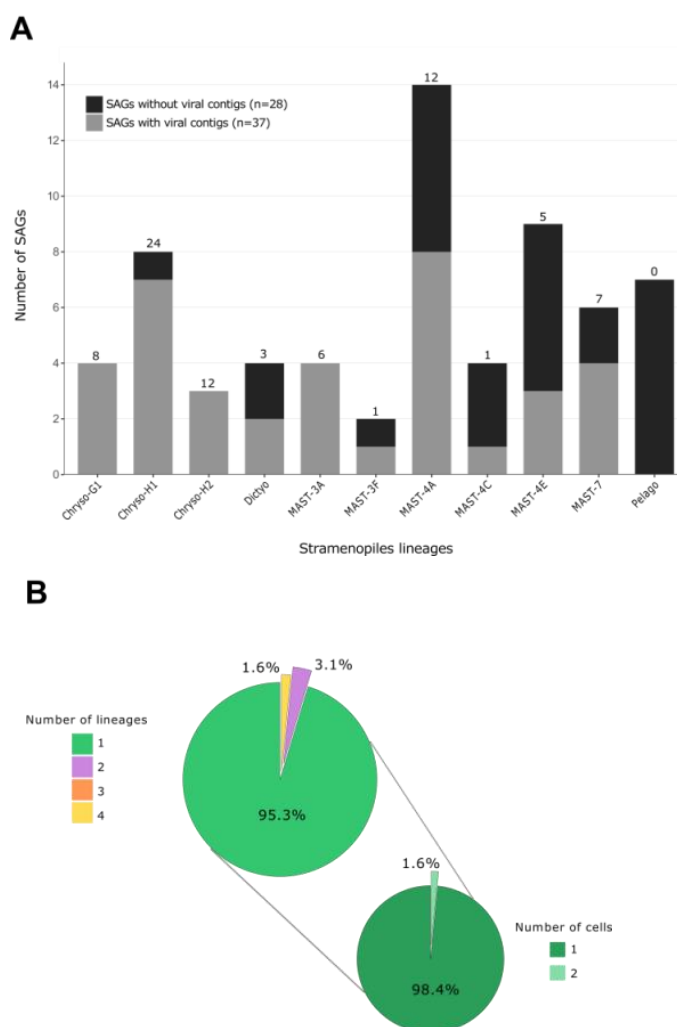 A
14
12
10
8
6
4
2
0
Number of SAGs
SAGs without viral contigs (n=28)
SAGs with viral contigs (n=37)
8
24
12
3
6
1
12
1
5
7
0
Chryso-G1
Chryso-H1
Chryso-H2
Dictyo
MAST-3A
MAST-3F
MAST-4A
MAST-4C
MAST-4E
MAST-7
Pelago
Stramenopiles lineages
B
1.6%
3.1%
Number of lineages
1
2
3
4
95.3%
1.6%
Number of cells
1
2
98.4%